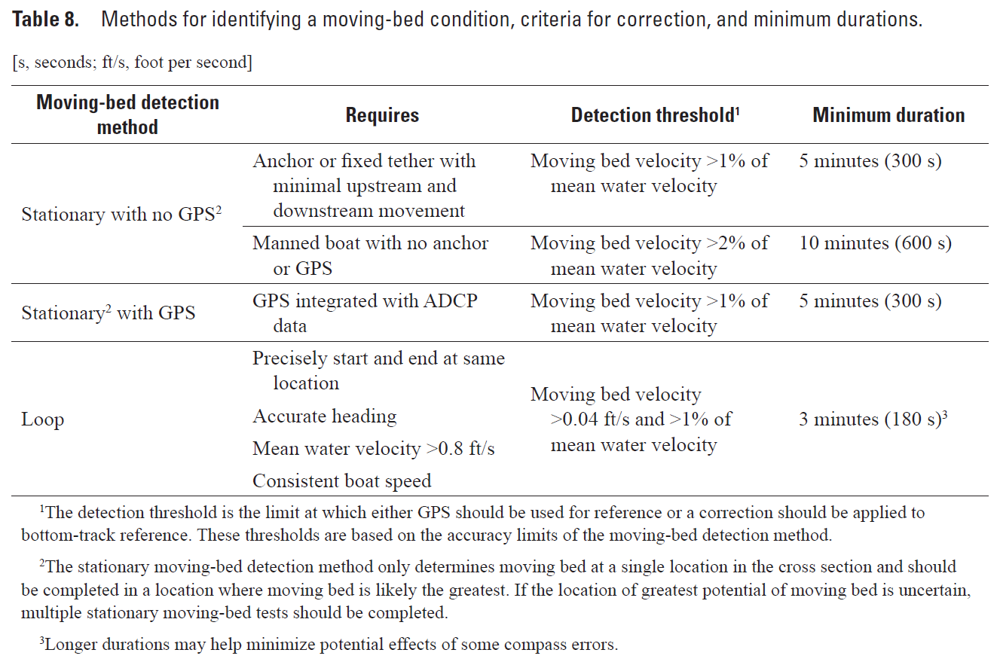 Table 8. Methods for identifying a moving-bed condition, criteria for correction, and minimum durations.
[s, seconds; ft/s, foot per second]
Moving-bed detection
method
Requires
Detection threshold1
Minimum duration
Stationary with no GPS2
Anchor or fixed tether with
minimal upstream and
downstream movement
Moving bed velocity >1% of
mean water velocity
5 minutes (300 s)
Manned boat with no anchor
or GPS
Moving bed velocity >2% of
mean water velocity
10 minutes (600 s)
Stationary2 with GPS
GPS integrated with ADCP
data
Moving bed velocity >1% of
mean water velocity
5 minutes (300 s)
Loop
Precisely start and end at same
location
Accurate heading
Mean water velocity >0.8 ft/s
Consistent boat speed
Moving bed velocity
>0.04 ft/s and >1% of
mean water velocity
3 minutes (180 s)3
1The detection threshold is the limit at which either GPS should be used for reference or a correction should be applied to
bottom-track reference. These thresholds are based on the accuracy limits of the moving-bed detection method.
2The stationary moving-bed detection method only determines moving bed at a single location in the cross section and should
be completed in a location where moving bed is likely the greatest. If the location of greatest potential of moving bed is uncertain,
multiple stationary moving-bed tests should be completed.
3Longer durations may help minimize potential effects of some compass errors.